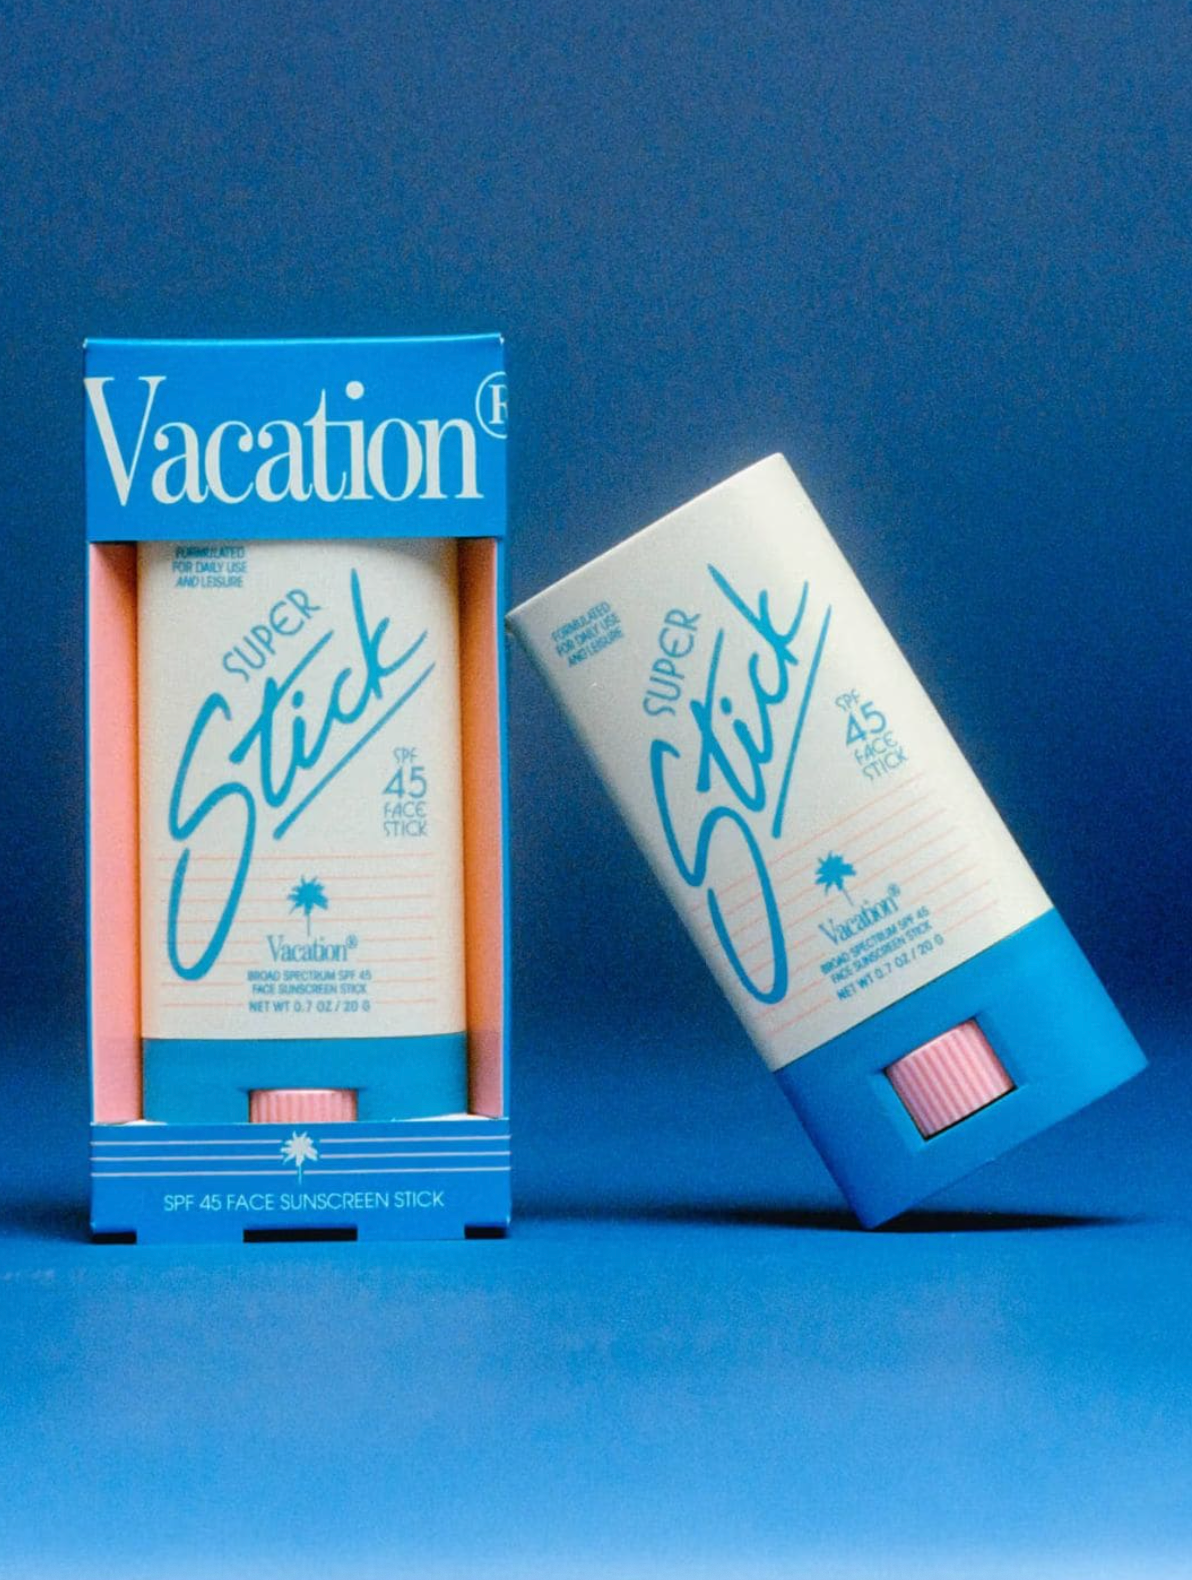 Vacation®
FORMULATED
FOR DAILY USE
AND LEISURE
SUPER
Stick
SPF
45
FACE
STICK
Vacation®
BROAD SPECTRUM SPF 45
FACE SUNSCREEN STICK
NET WT 0.7 OZ / 20 G
SPF 45 FACE SUNSCREEN STICK
FORMULATED
FOR DAILY USE
AND LEISURE
SUPER
Stick
SPF
45
FACE
STICK
Vacation®
BROAD SPECTRUM SPF 45
FACE SUNSCREEN STICK
NET WT 0.7 OZ / 20 G